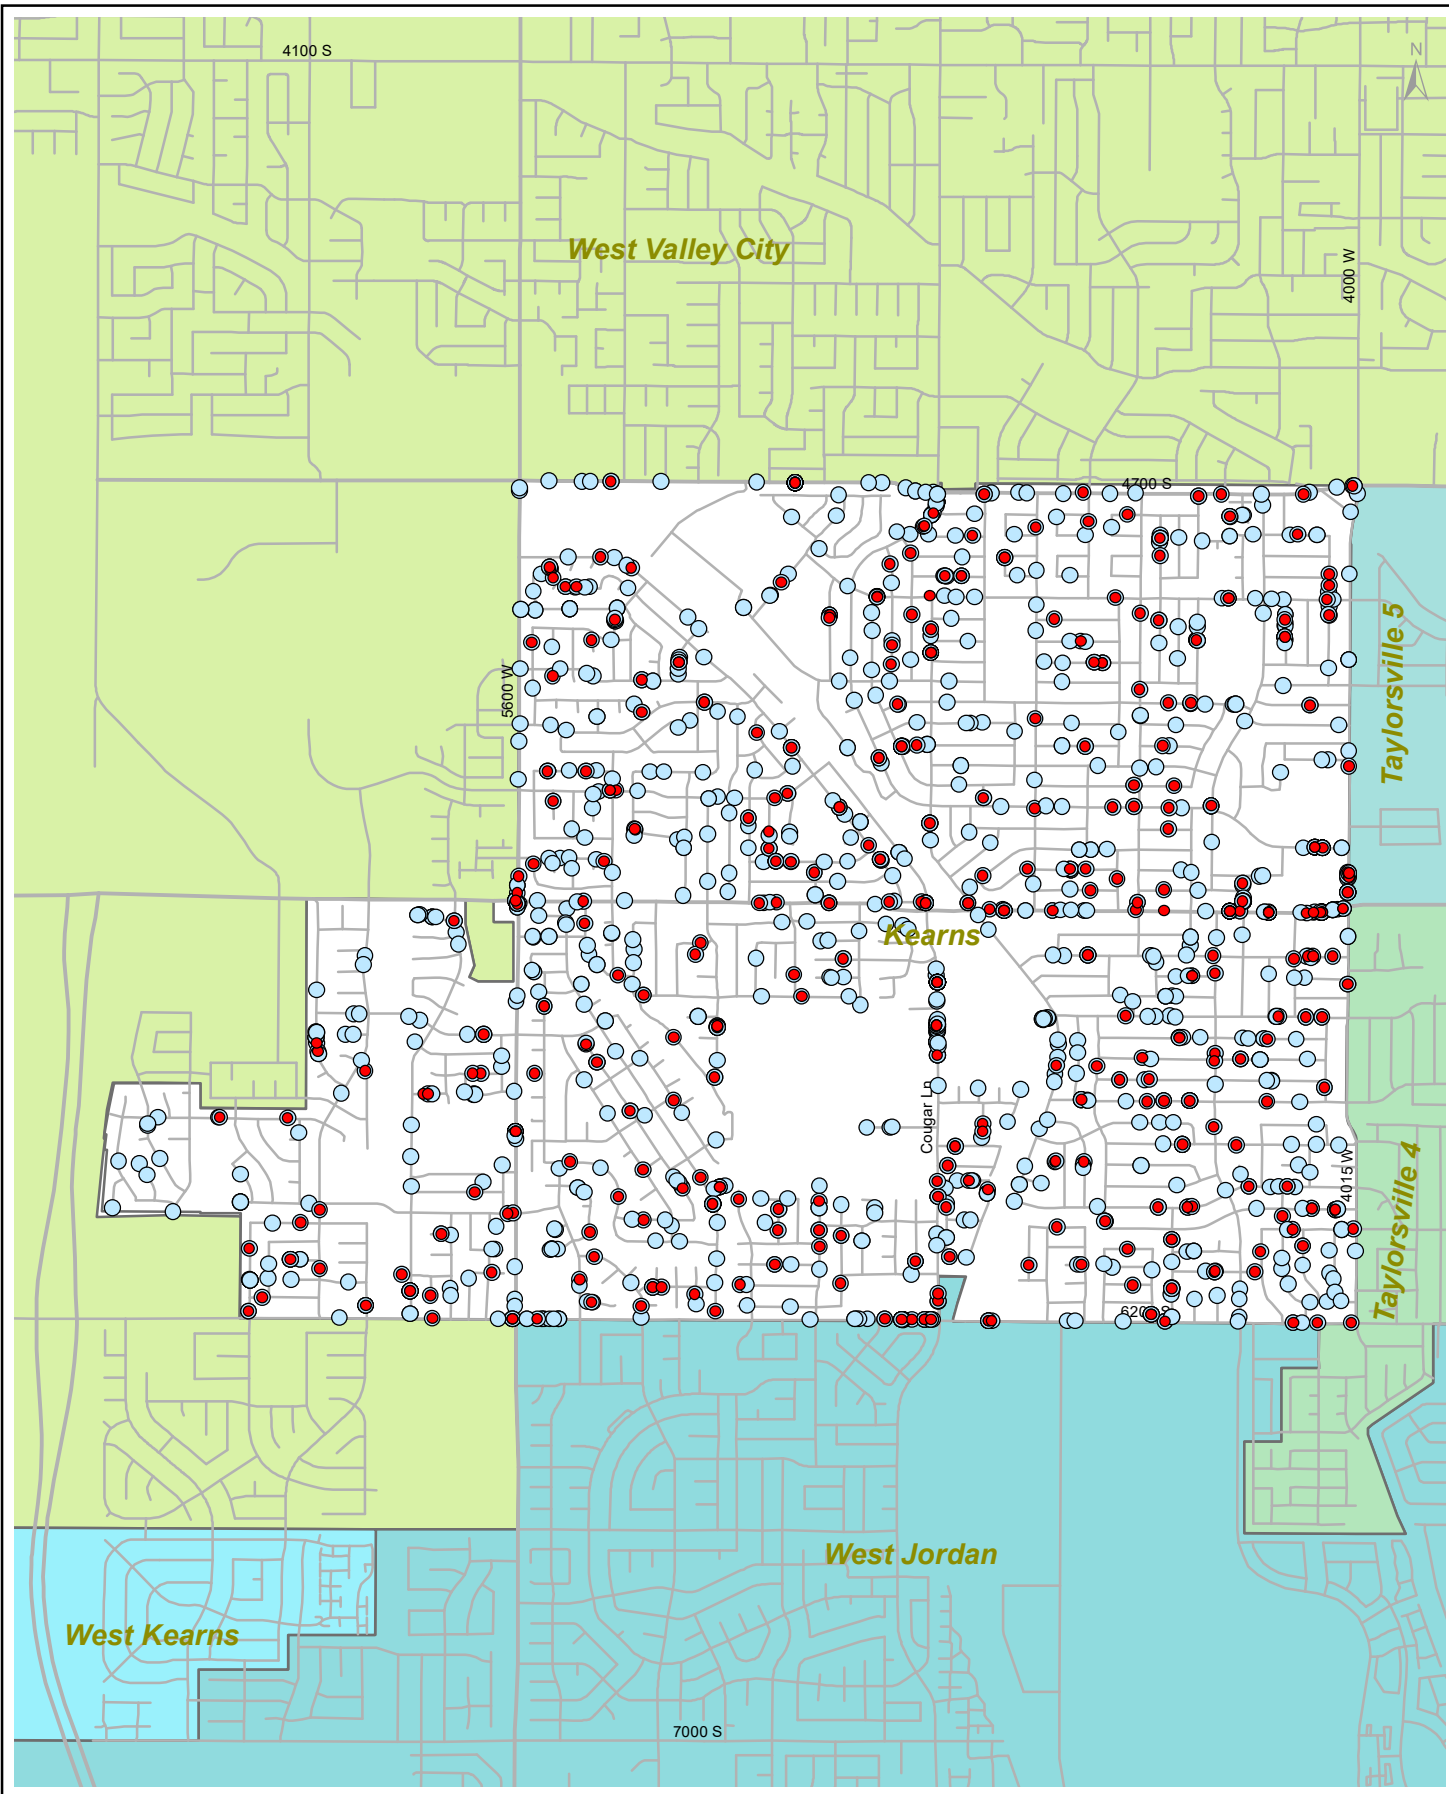 4100 S
N
West Valley City
4000 W
4700 S
Taylorsville 5
5600 W
Kearns
Cougar Ln
4015 W
Taylorsville 4
6200 S
West Jordan
West Kearns
7000 S